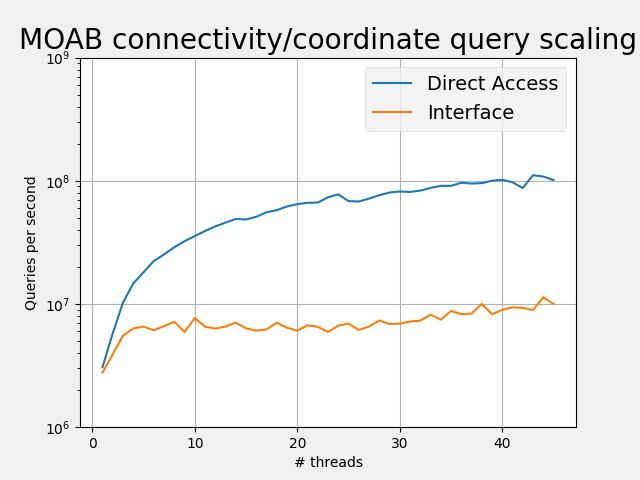 MOAB connectivity/coordinate query scaling
Direct Access
Interface
Queries per second
10^9
10^8
10^7
10^6
0 10 20 30 40
# threads